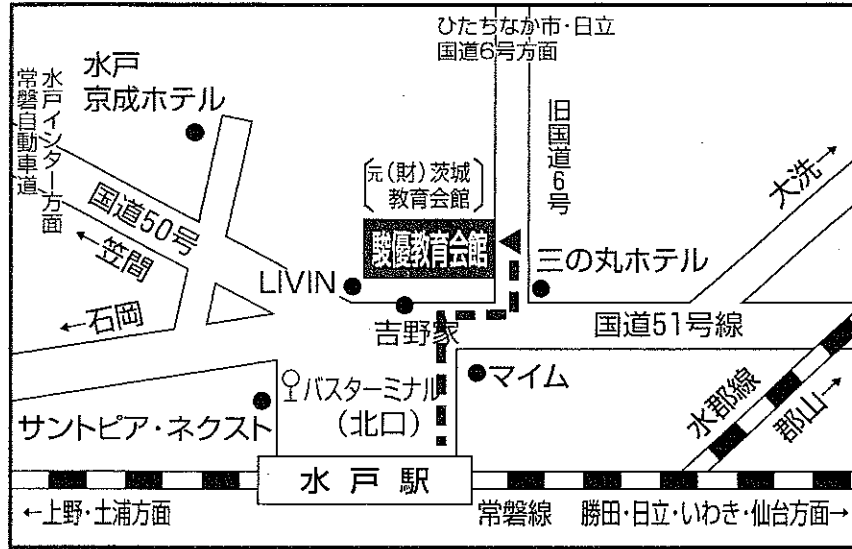 ひたちなか市・日立
国道6号方面
水戸
京成ホテル
水戸インター方面
常磐自動車道
旧国道6号
元(財)茨城
教育会館
大洗→
国道50号
駿優教育会館
←笠間
三の丸ホテル
LIVIN
←石岡
吉野家
国道51号線
バスターミナル
(北口)
マイム
サントピア・ネクスト
水郡線
郡山→
水戸駅
←上野・土浦方面
常磐線
勝田・日立・いわき・仙台方面→